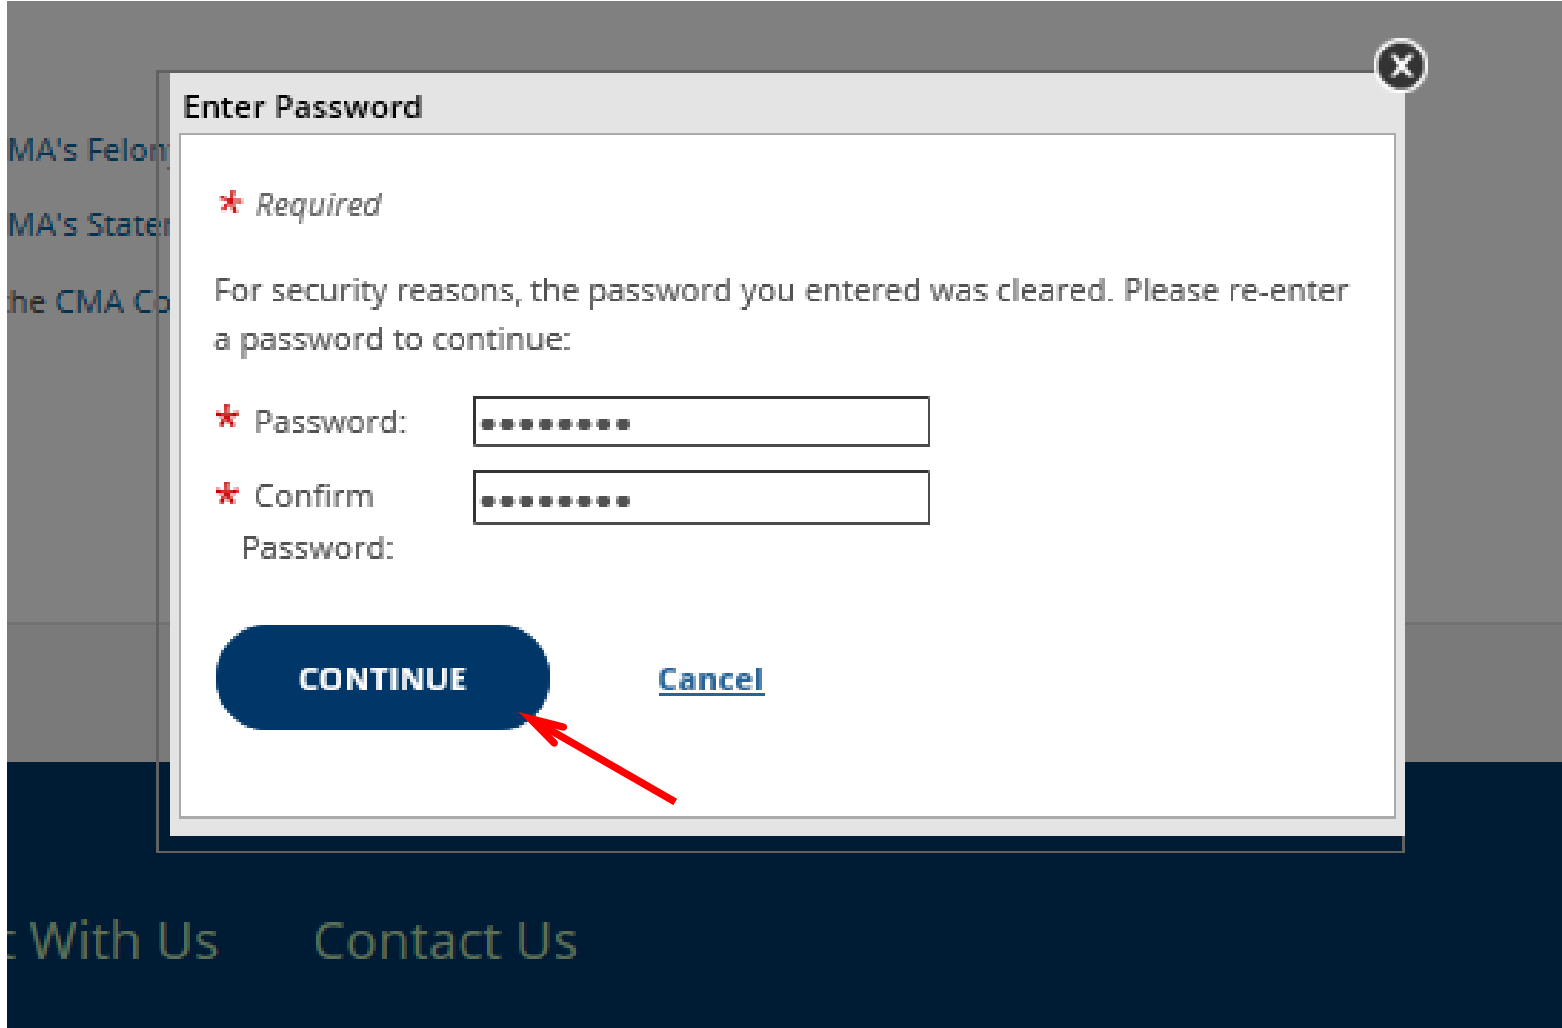 Enter Password
MA's Felony
MA's State
the CMA Co
* Required
For security reasons, the password you entered was cleared. Please re-enter
a password to continue:
* Password: ••••••••
* Confirm ••••••••
Password:
CONTINUE Cancel
t With Us Contact Us